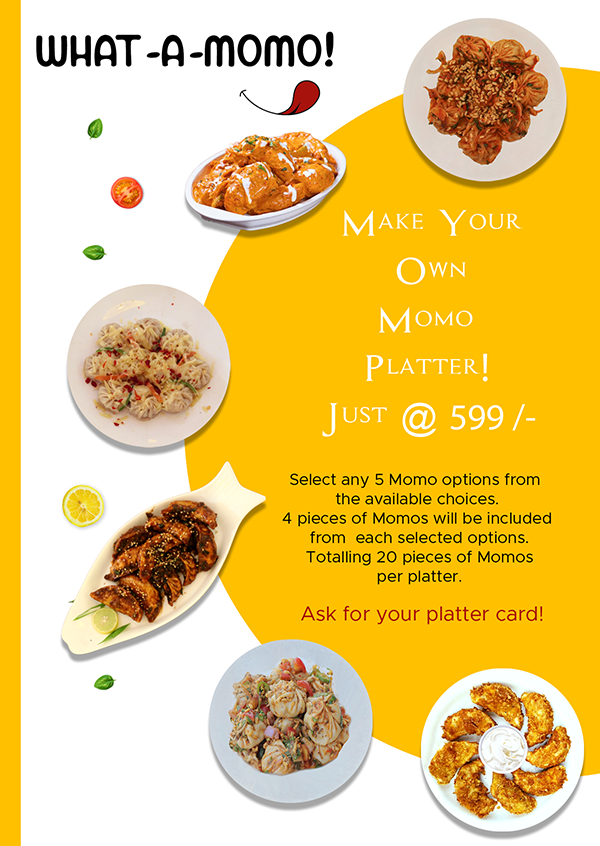 WHAT-A-MOMO!
Make Your
Own
Momo
Platter!
Just @ 599 /-
Select any 5 Momo options from
the available choices.
4 pieces of Momos will be included
from each selected options.
Totalling 20 pieces of Momos
per platter.
Ask for your platter card!